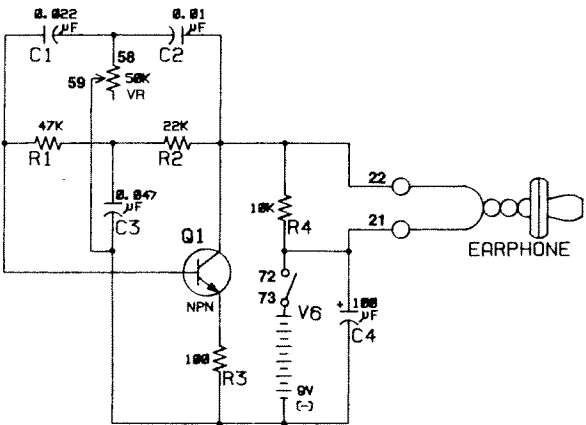 0.022
µF
C1
0.01
µF
C2
58
59
50K
VR
47K
R1
22K
R2
0.047
µF
C3
Q1
NPN
10K
R4
22
21
EARPHONE
72
73
V6
+ 100
µF
C4
100
R3
9V
(-)